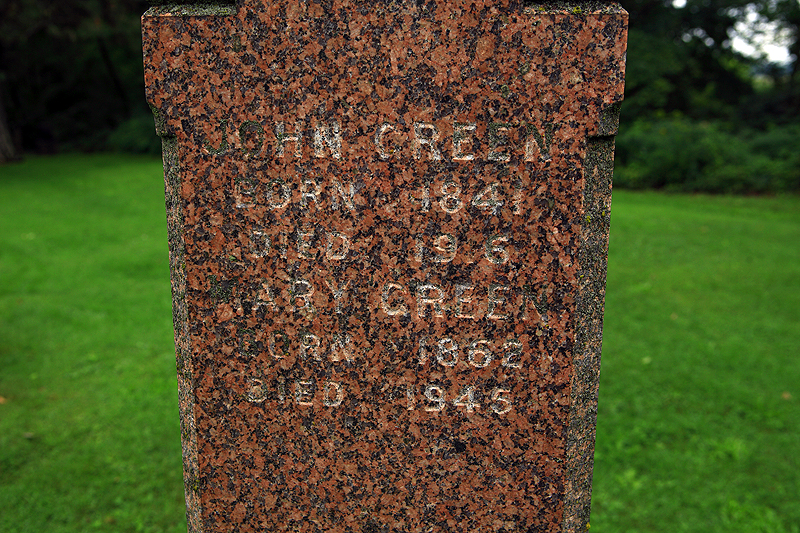 JOHN GREEN
BORN 1841
DIED
MARY GREEN
BORN 1862
DIED 1945